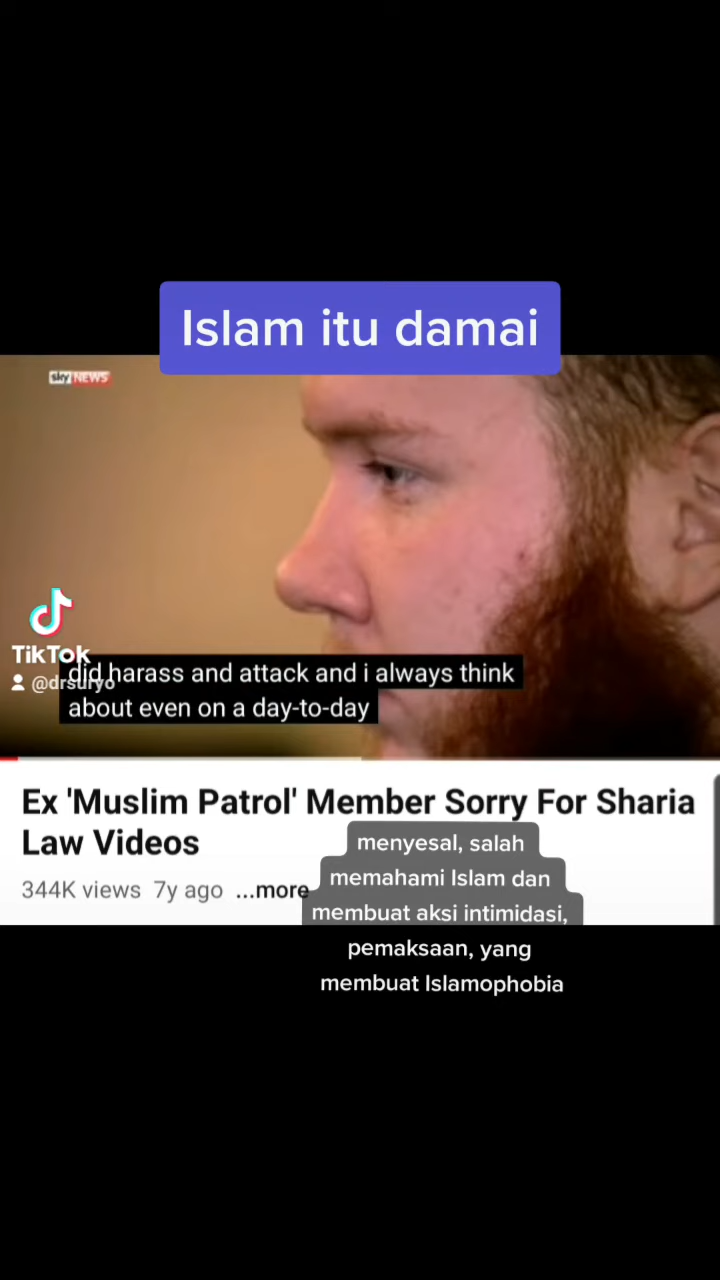 Islam itu damai
sky NEWS
TikTok
@drsuryo
did harass and attack and i always think
about even on a day-to-day
Ex 'Muslim Patrol' Member Sorry For Sharia
Law Videos
344K views 7y ago ...more
menyesal, salah
memahami Islam dan
membuat aksi intimidasi,
pemaksaan, yang
membuat Islamophobia